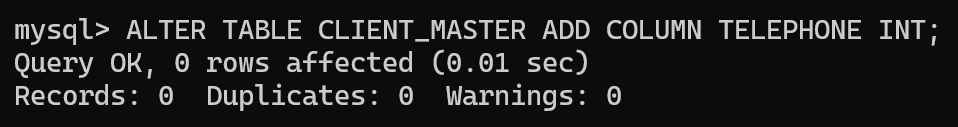 mysql> ALTER TABLE CLIENT_MASTER ADD COLUMN TELEPHONE INT;
Query OK, 0 rows affected (0.01 sec)
Records: 0  Duplicates: 0  Warnings: 0